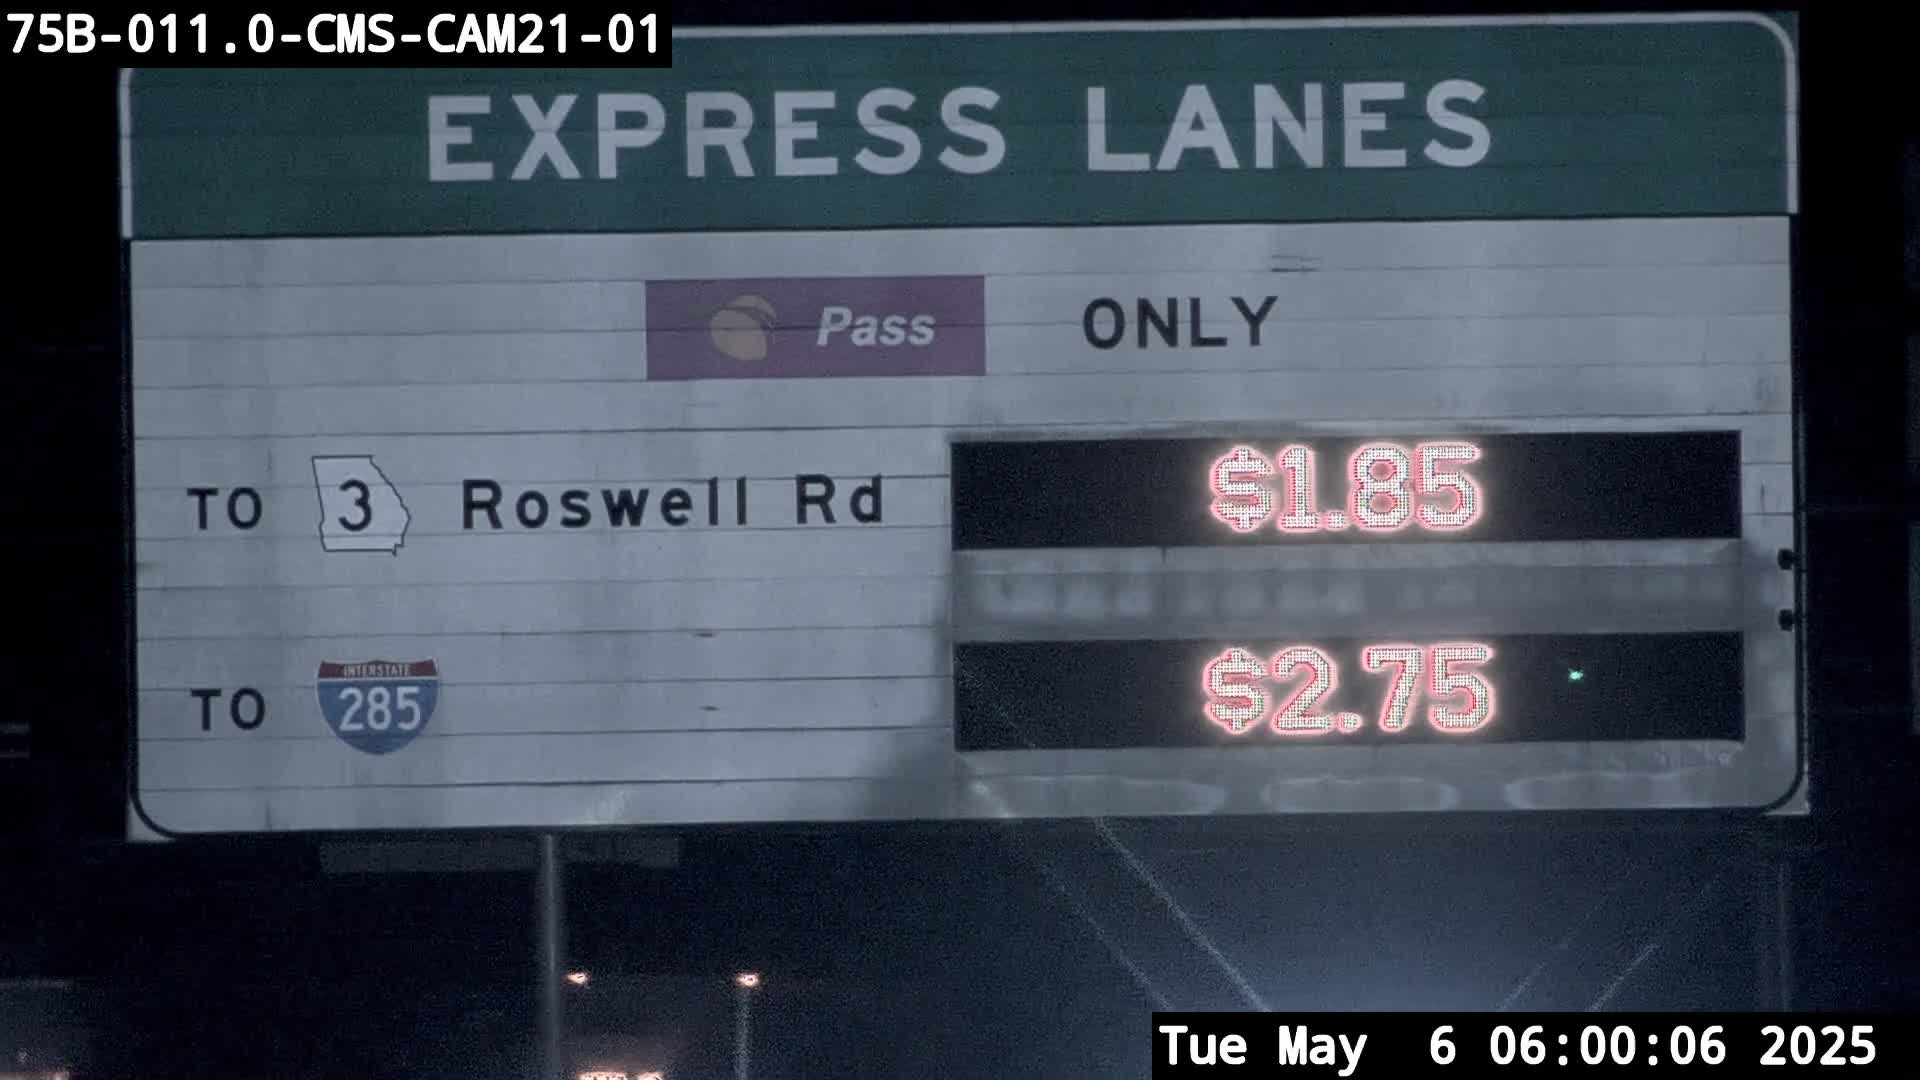 75B-011.0-CMS-CAM21-01
EXPRESS LANES
Pass ONLY
TO 3 Roswell Rd $1.85
TO INTERSTATE 285 $2.75
Tue May 6 06:00:06 2025